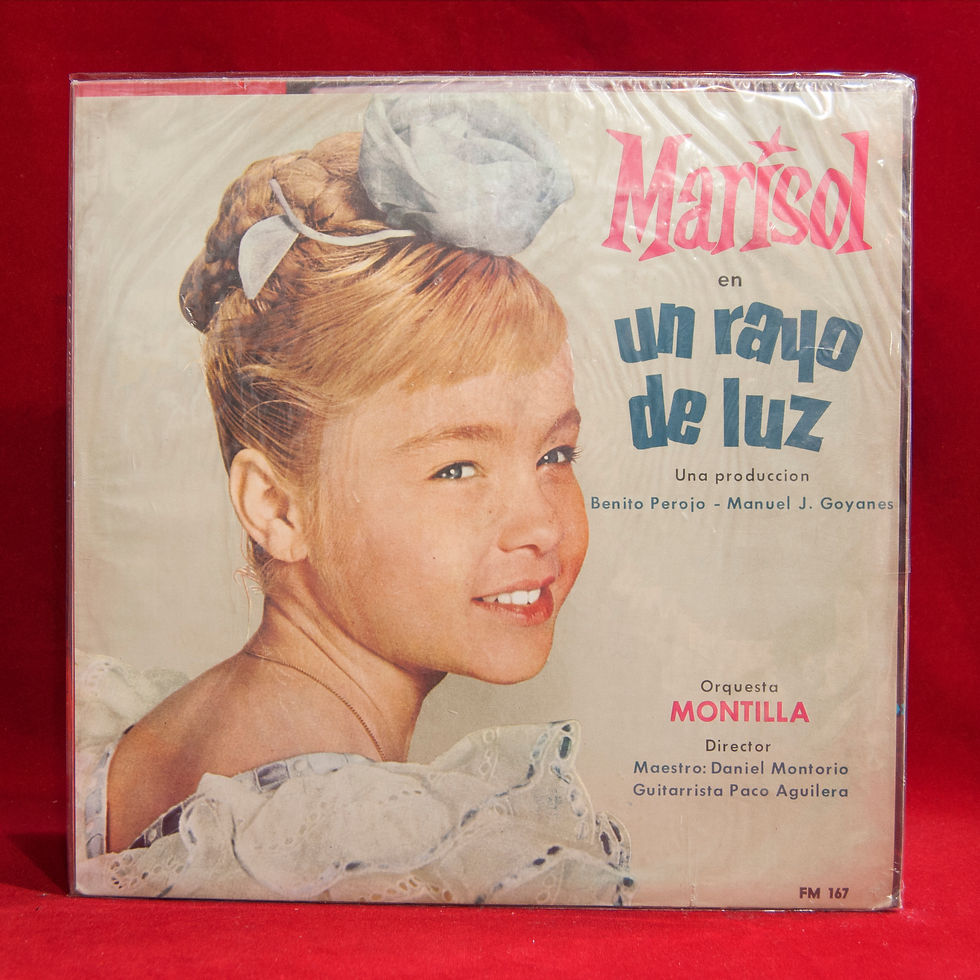 Marisol
en
un rayo
de luz
Una produccion
Benito Perojo - Manuel J. Goyanes
Orquesta
MONTILLA
Director
Maestro: Daniel Montorio
Guitarrista Paco Aguilera
FM 167